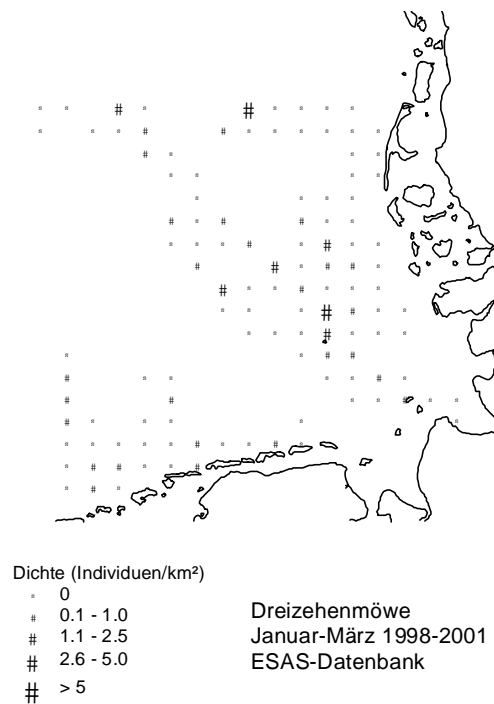 Dichte (Individuen/km²)
0
# 0.1 - 1.0
# 1.1 - 2.5
# 2.6 - 5.0
# > 5
Dreizehenmöwe
Januar-März 1998-2001
ESAS-Datenbank